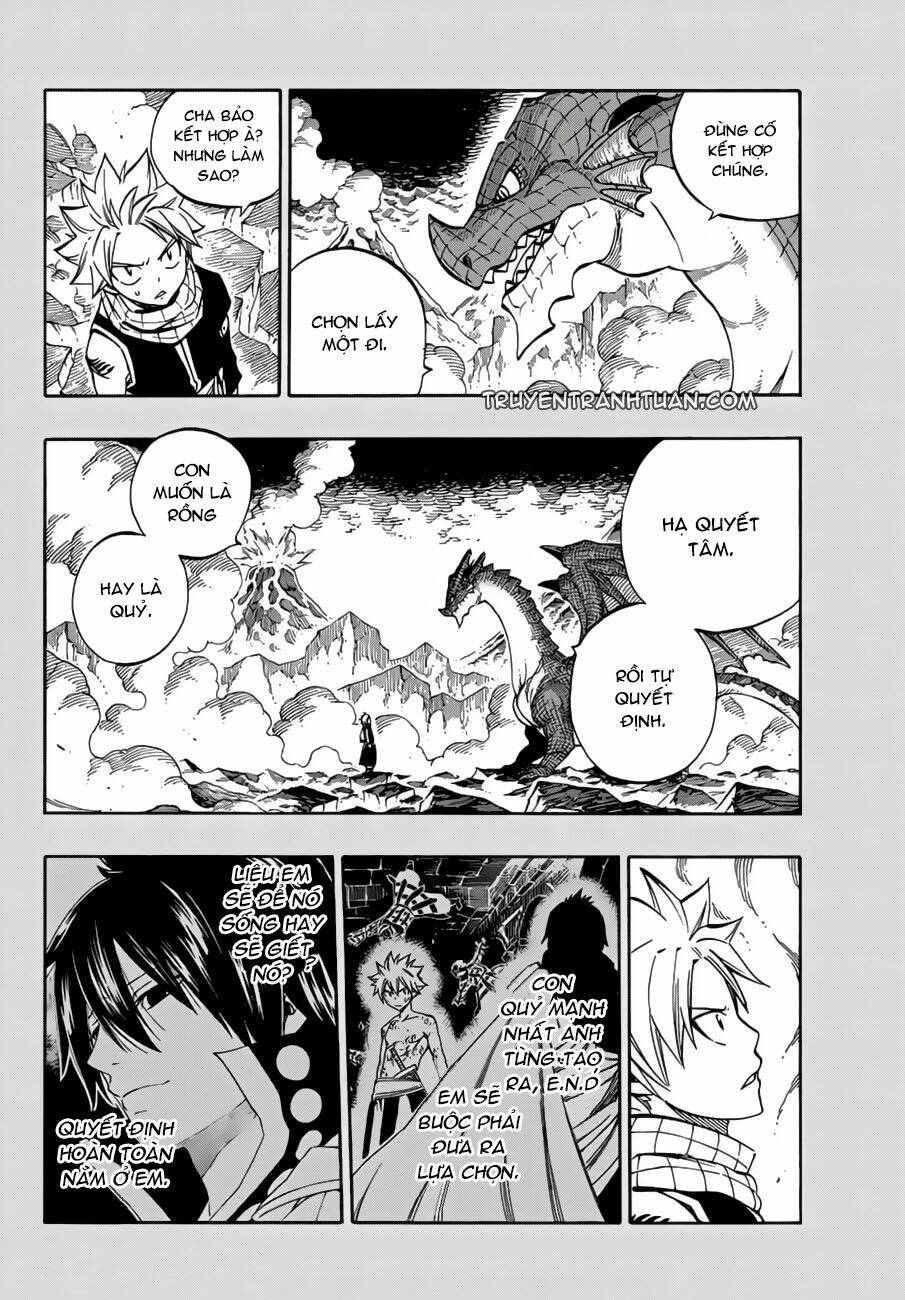 ĐỪNG CỐ
KẾT HỢP
CHÚNG.
CHỌN LẤY
MỘT ĐI.
TRUYENTRANHTUAN.COM
CHA BẢO
KẾT HỢP À?
NHƯNG LÀM
SAO?
HẠ QUYẾT
TÂM.
RỒI TỰ
QUYẾT
ĐỊNH.
CON
MUỐN LÀ
RỒNG
HAY LÀ
QUỶ.
CON
QUỶ MẠNH
NHẤT ANH
TỪNG TẠO
RA, E.N.D,
EM SẼ
BUỘC PHẢI
ĐƯA RA
LỰA CHỌN.
LIỆU EM
SẼ ĐỂ NÓ
SỐNG HAY
SẼ GIẾT
NÓ? ?
QUYẾT ĐỊNH
HOÀN TOÀN
NẰM Ở EM.